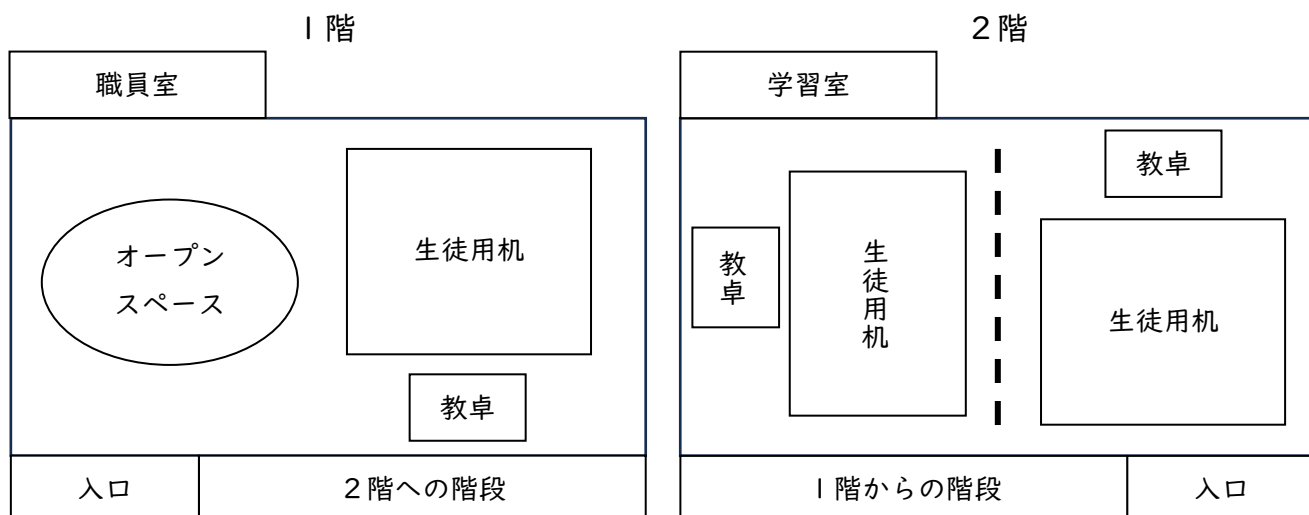 1階
職員室
オープン
スペース
生徒用机
教卓
入口
2階への階段
2階
学習室
教卓
生徒用机
教卓
生徒用机
1階からの階段
入口